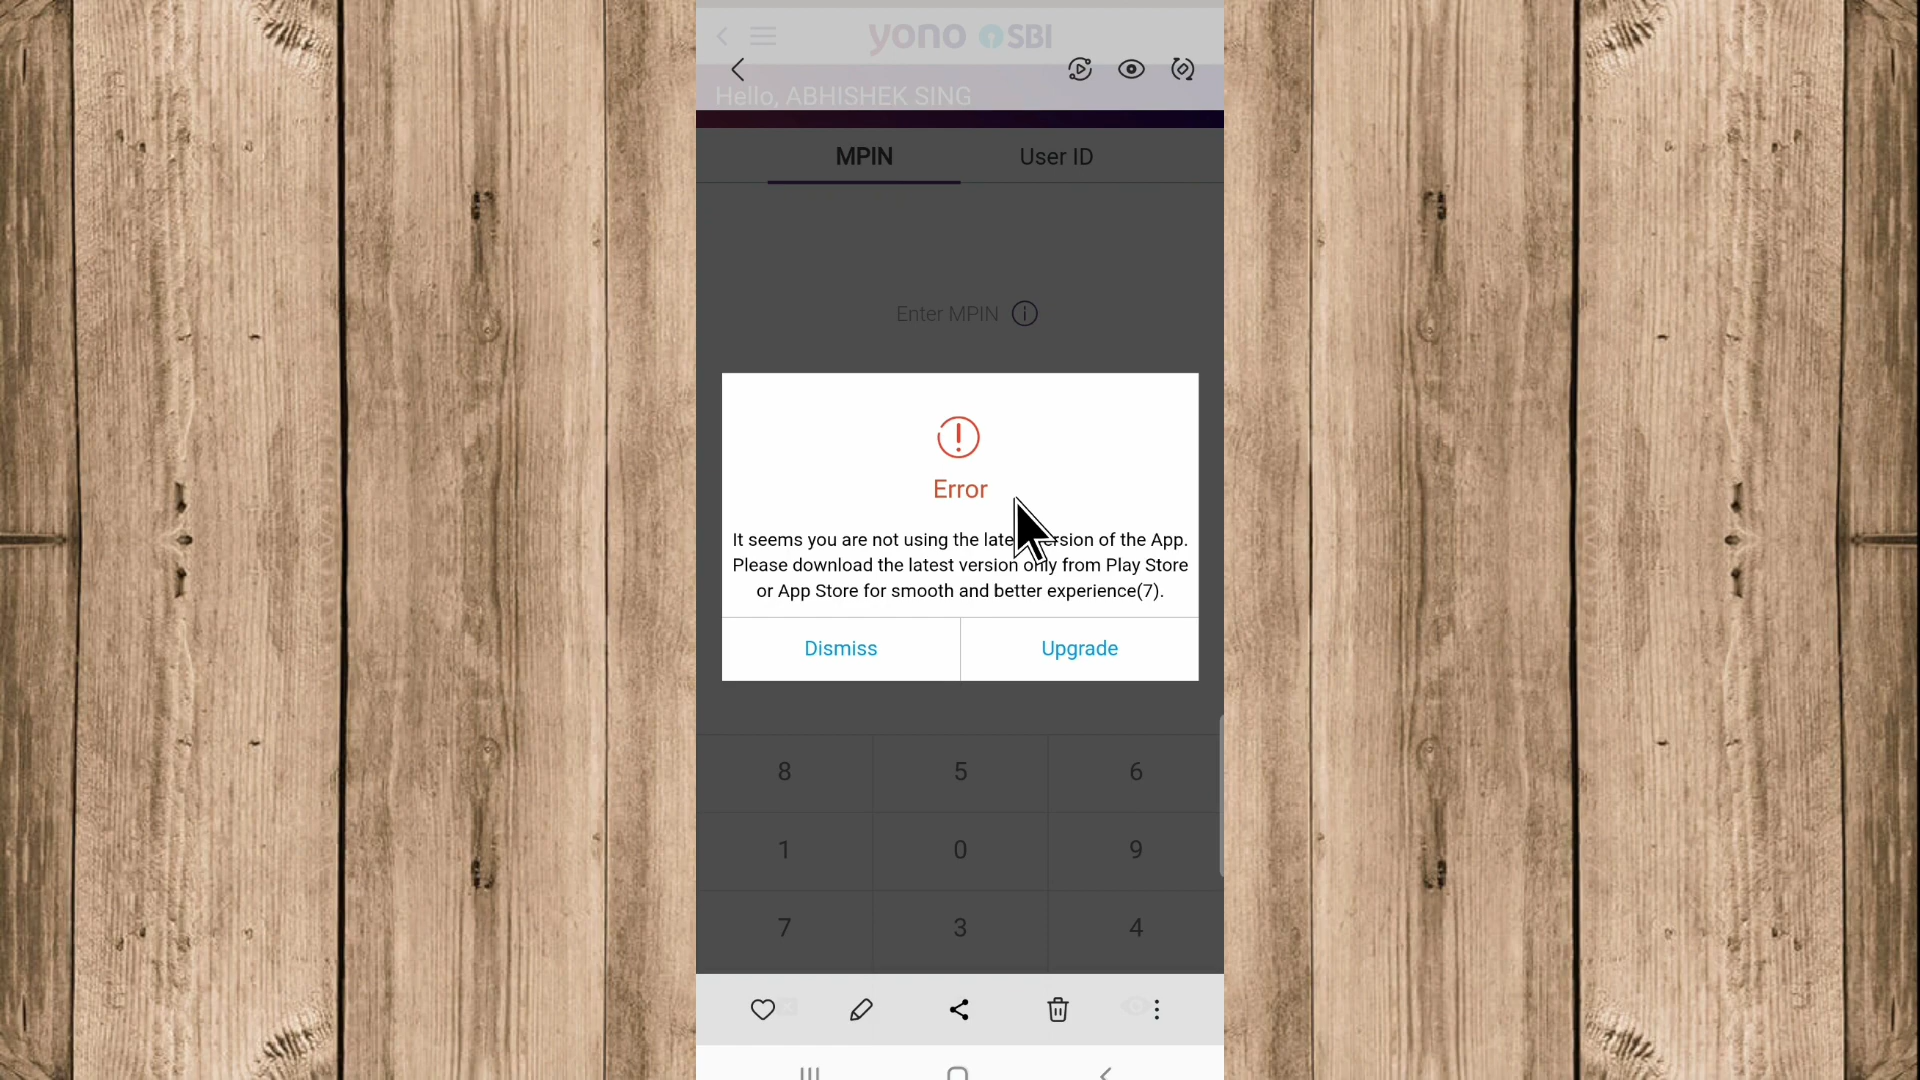 yono SBI
Hello, ABHISHEK SING
MPIN User ID
Enter MPIN
Error
It seems you are not using the late rsion of the App.
Please download the latest version only from Play Store
or App Store for smooth and better experience(7).
Dismiss Upgrade
8 5 6
1 0 9
7 3 4